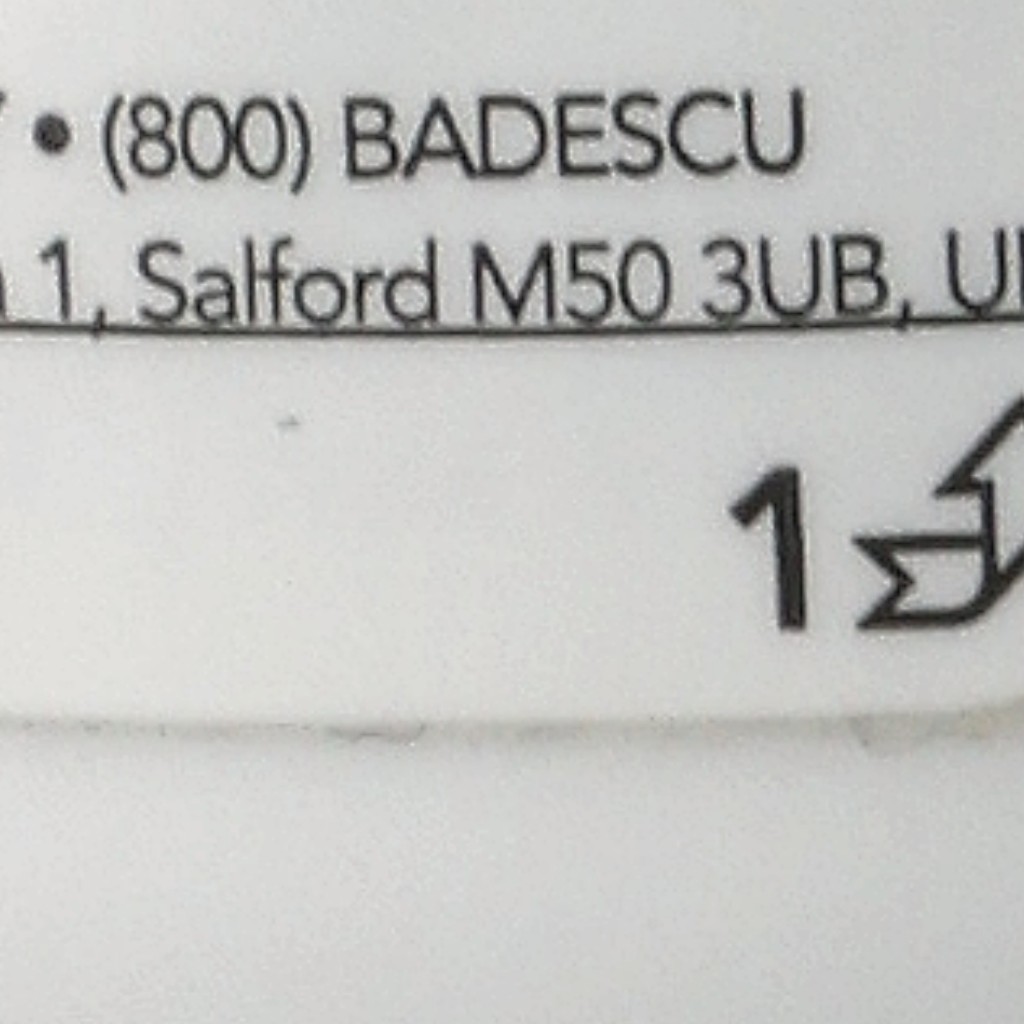 • (800) BADESCU
1, Salford M50 3UB,
1